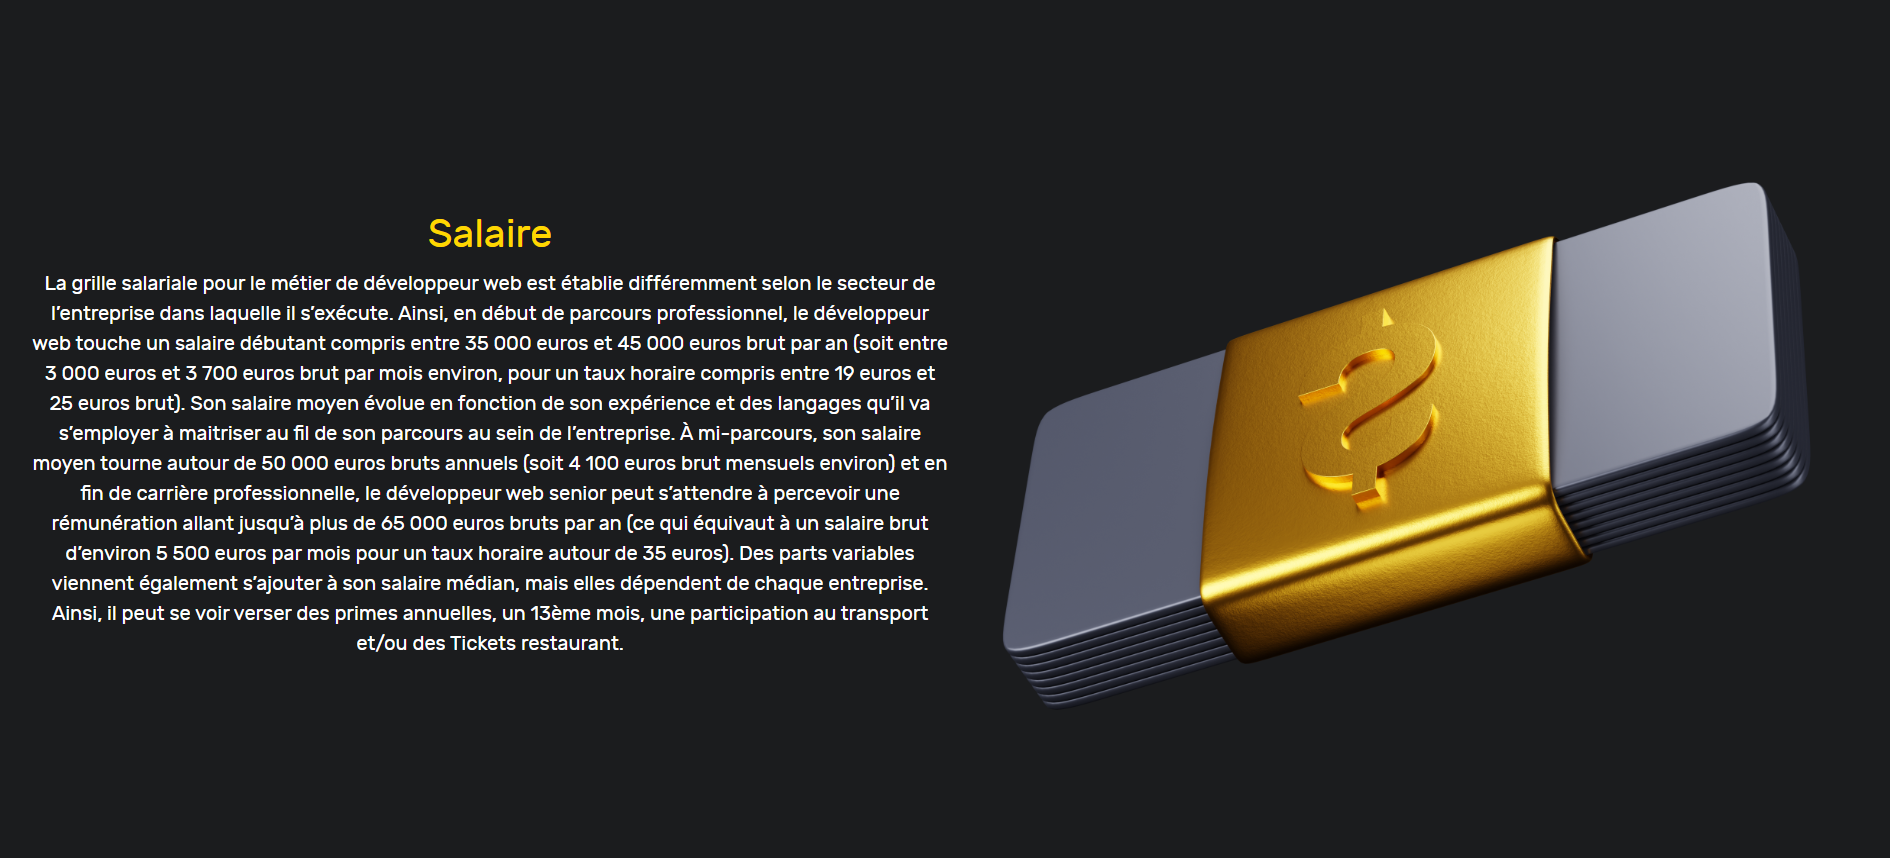 Salaire
La grille salariale pour le métier de développeur web est établie différemment selon le secteur de
l’entreprise dans laquelle il s’exécute. Ainsi, en début de parcours professionnel, le développeur
web touche un salaire débutant compris entre 35 000 euros et 45 000 euros brut par an (soit entre
3 000 euros et 3 700 euros brut par mois environ, pour un taux horaire compris entre 19 euros et
25 euros brut). Son salaire moyen évolue en fonction de son expérience et des langages qu’il va
s’employer à maitriser au fil de son parcours au sein de l’entreprise. À mi-parcours, son salaire
moyen tourne autour de 50 000 euros bruts annuels (soit 4 100 euros brut mensuels environ) et en
fin de carrière professionnelle, le développeur web senior peut s’attendre à percevoir une
rémunération allant jusqu’à plus de 65 000 euros bruts par an (ce qui équivaut à un salaire brut
d’environ 5 500 euros par mois pour un taux horaire autour de 35 euros). Des parts variables
viennent également s’ajouter à son salaire médian, mais elles dépendent de chaque entreprise.
Ainsi, il peut se voir verser des primes annuelles, un 13ème mois, une participation au transport
et/ou des Tickets restaurant.
$